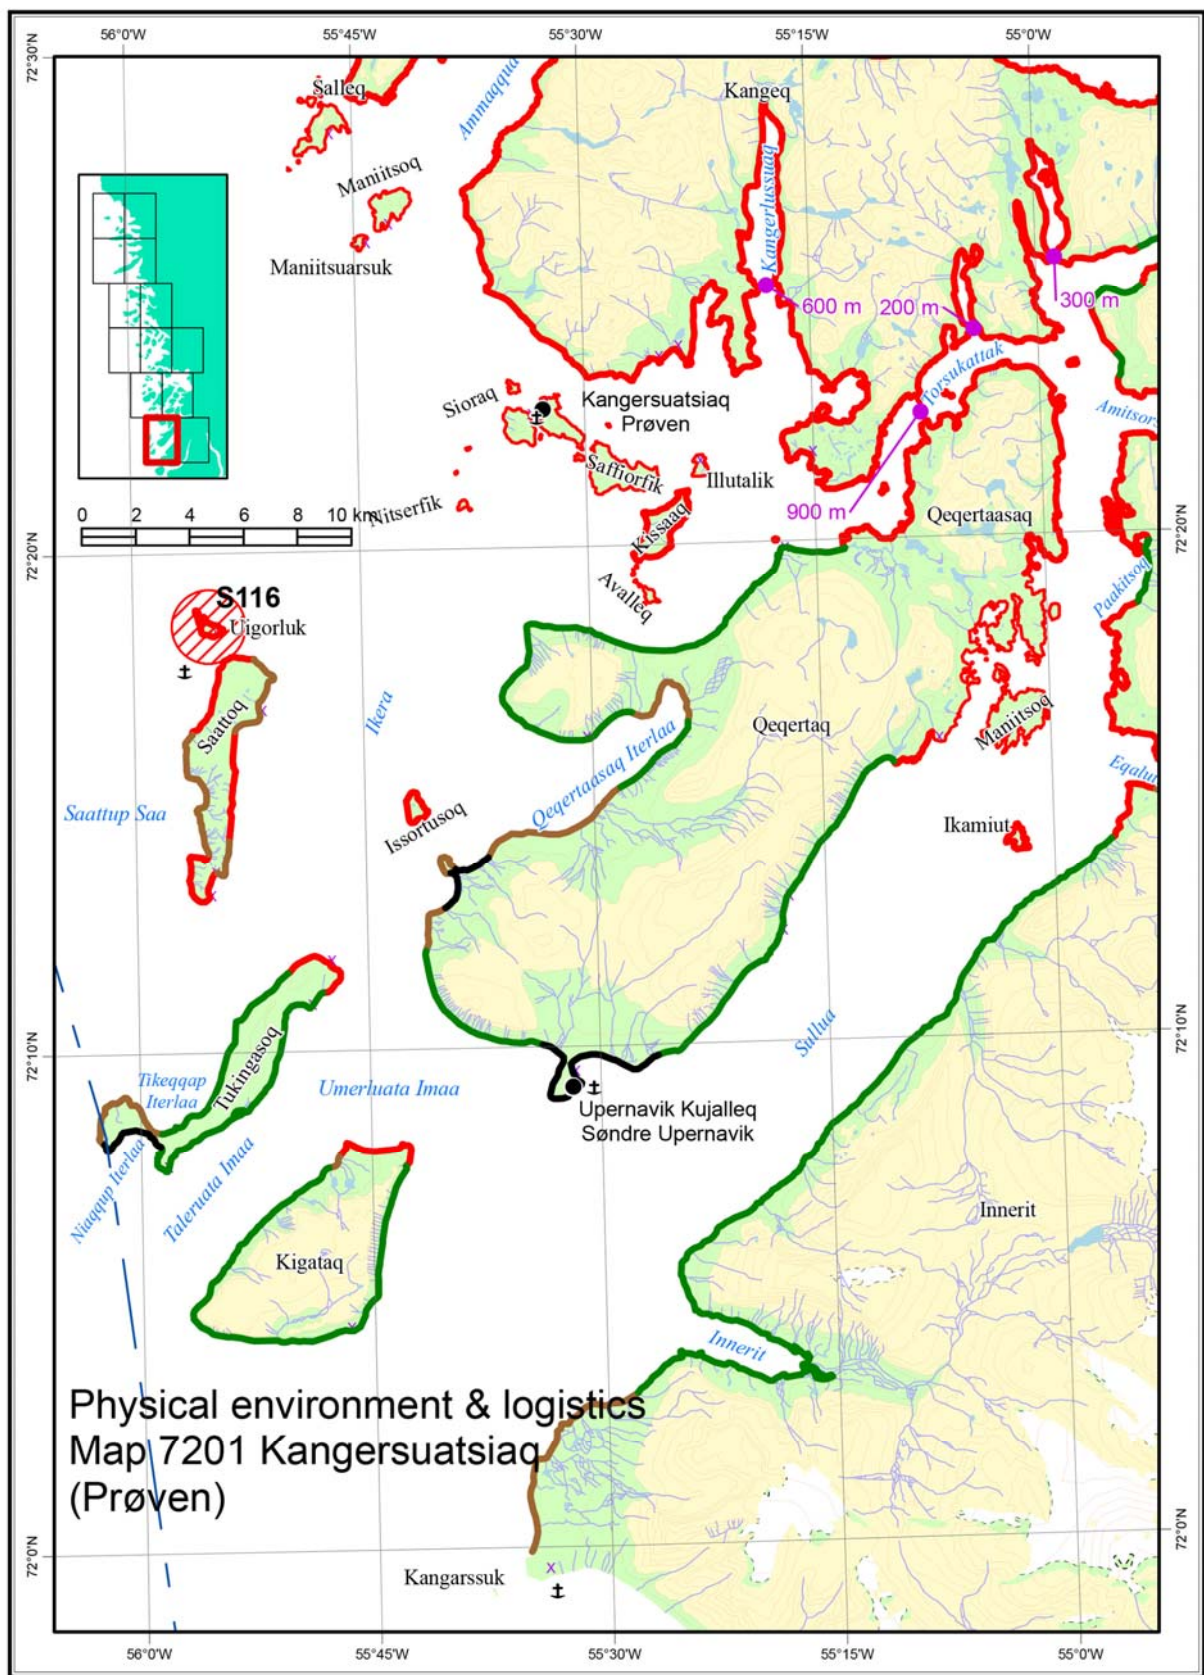 56°0'W
55°45'W
55°30'W
55°15'W
55°0'W
72°30'N
Salleq
Ammaqqua
Kangeq
Maniitsoq
Kangerlussuaq
Maniitsuarsuk
600 m
200 m
300 m
Torsukattak
Sioraq
Kangersuatsiaq
Prøven
Amitsors
Saffiorfik
Illutalik
0 2 4 6 8 10 km
Nitserfik
Kissaaq
900 m
Qeqertaasaq
72°20'N
72°20'N
Avalleq
Paakitsoq
S116
Uigorluk
Saattoq
Ikera
Qeqertaq
Maniitsoq
Qeqertaasaq Iterlaa
Eqalut
Saattup Saa
Issortusoq
Ikamiut
72°10'N
72°10'N
Sullua
Tukingasoq
Tikeqqap
Iterlaa
Umerluata Imaa
Upernavik Kujalleq
Søndre Upernavik
Niaqqup Iterlaa
Taleruata Imaa
Innerit
Kigataq
Innerit
Physical environment & logistics
Map 7201 Kangersuatsiaq
(Prøven)
72°0'N
72°0'N
Kangarssuk
56°0'W
55°45'W
55°30'W
55°15'W
55°0'W